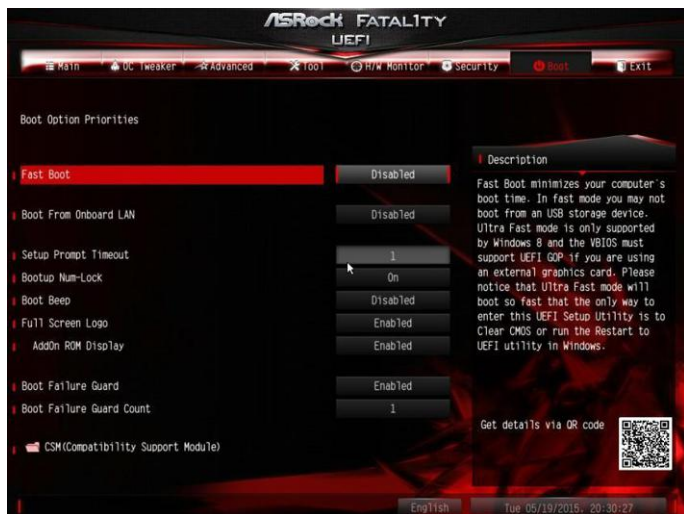 ASRock FATAL1TY
UEFI
Main OC Tweaker Advanced Tool H/W Monitor Security Boot Exit
Boot Option Priorities
Fast Boot Disabled
Boot From Onboard LAN Disabled
Setup Prompt Timeout 1
Bootup Num-Lock On
Boot Beep Disabled
Full Screen Logo Enabled
AddOn ROM Display Enabled
Boot Failure Guard Enabled
Boot Failure Guard Count 1
CSM(Compatibility Support Module)
Description
Fast Boot minimizes your computer's
boot time. In fast mode you may not
boot from an USB storage device.
Ultra Fast mode is only supported
by Windows 8 and the VBIOS must
support UEFI GOP if you are using
an external graphics card. Please
notice that Ultra Fast mode will
boot so fast that the only way to
enter this UEFI Setup Utility is to
Clear CMOS or run the Restart to
UEFI utility in Windows.
Get details via QR code
English Tue 05/19/2015. 20:30:27